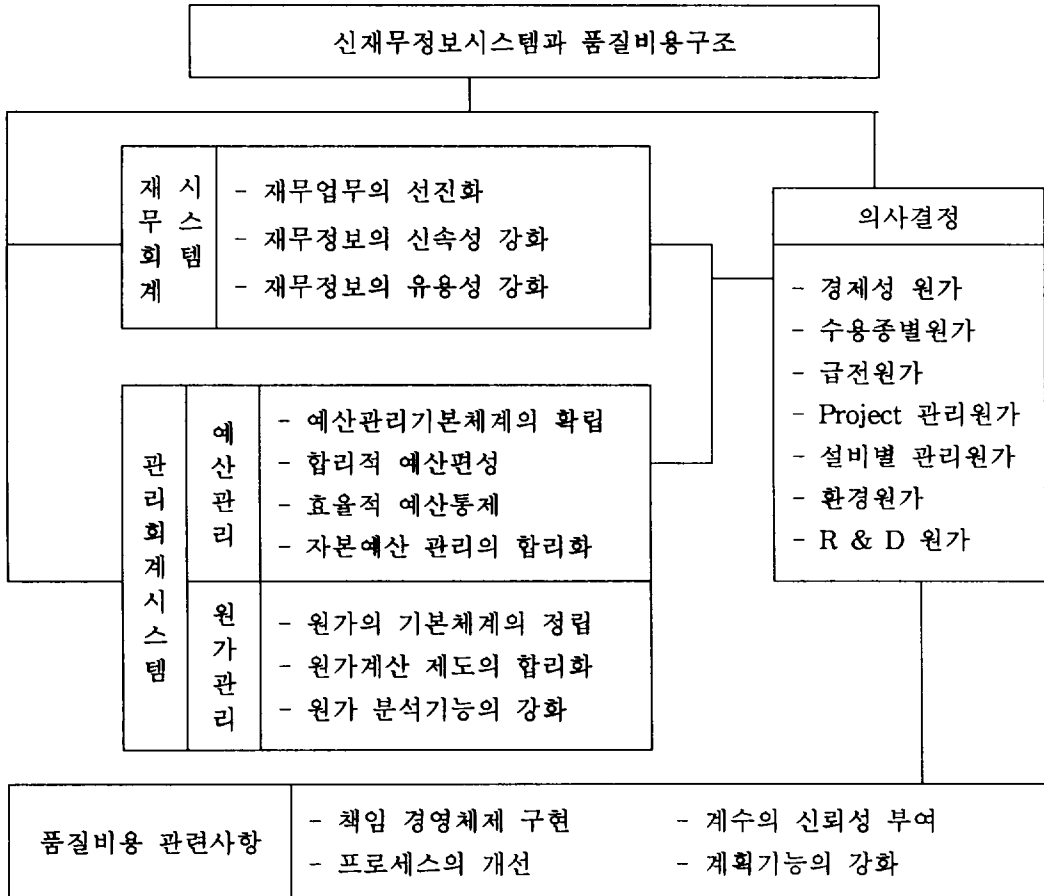 신재무정보시스템과 품질비용구조
재무회계 시스템
- 재무업무의 선진화
- 재무정보의 신속성 강화
- 재무정보의 유용성 강화
관리회계시스템
예산관리
- 예산관리기본체계의 확립
- 합리적 예산편성
- 효율적 예산통제
- 자본예산 관리의 합리화
원가관리
- 원가의 기본체계의 정립
- 원가계산 제도의 합리화
- 원가 분석기능의 강화
의사결정
- 경제성 원가
- 수용종별원가
- 급전원가
- Project 관리원가
- 설비별 관리원가
- 환경원가
- R & D 원가
품질비용 관련사항
- 책임 경영체제 구현
- 프로세스의 개선
- 계수의 신뢰성 부여
- 계획기능의 강화